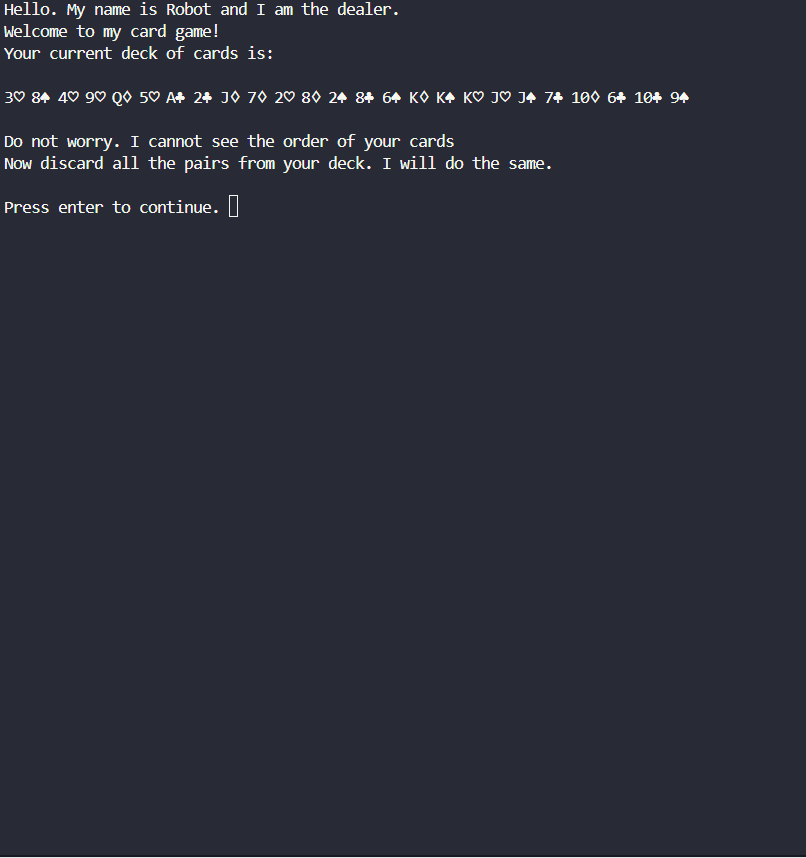 Hello. My name is Robot and I am the dealer.
Welcome to my card game!
Your current deck of cards is:
3♡ 8♠ 4♡ 9♡ Q♢ 5♡ A♣ 2♣ J♢ 7♢ 2♡ 8♢ 2♠ 8♣ 6♠ K♢ K♠ K♡ J♡ J♠ 7♣ 10♢ 6♣ 10♣ 9♠
Do not worry. I cannot see the order of your cards
Now discard all the pairs from your deck. I will do the same.
Press enter to continue.